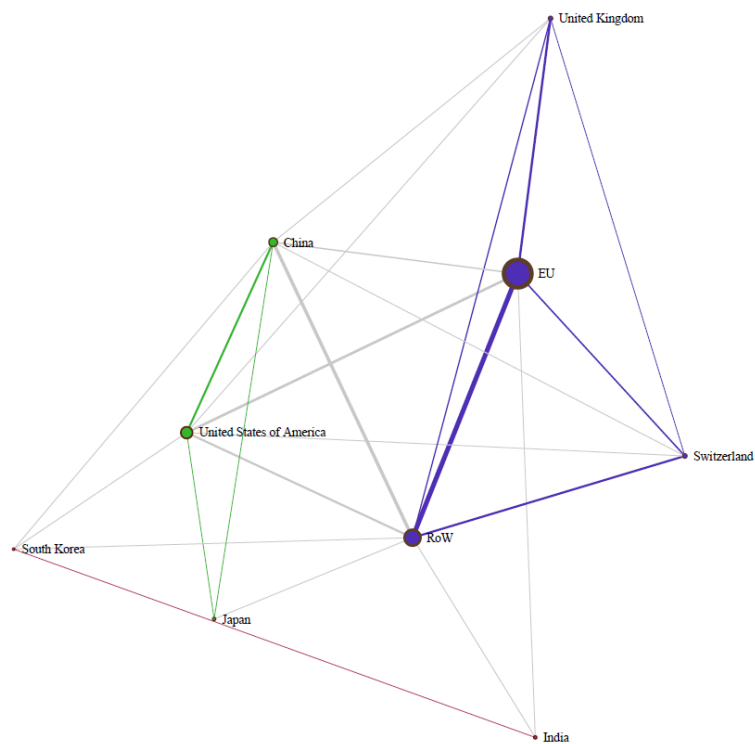 United Kingdom
China
EU
United States of America
Switzerland
RoW
South Korea
Japan
India